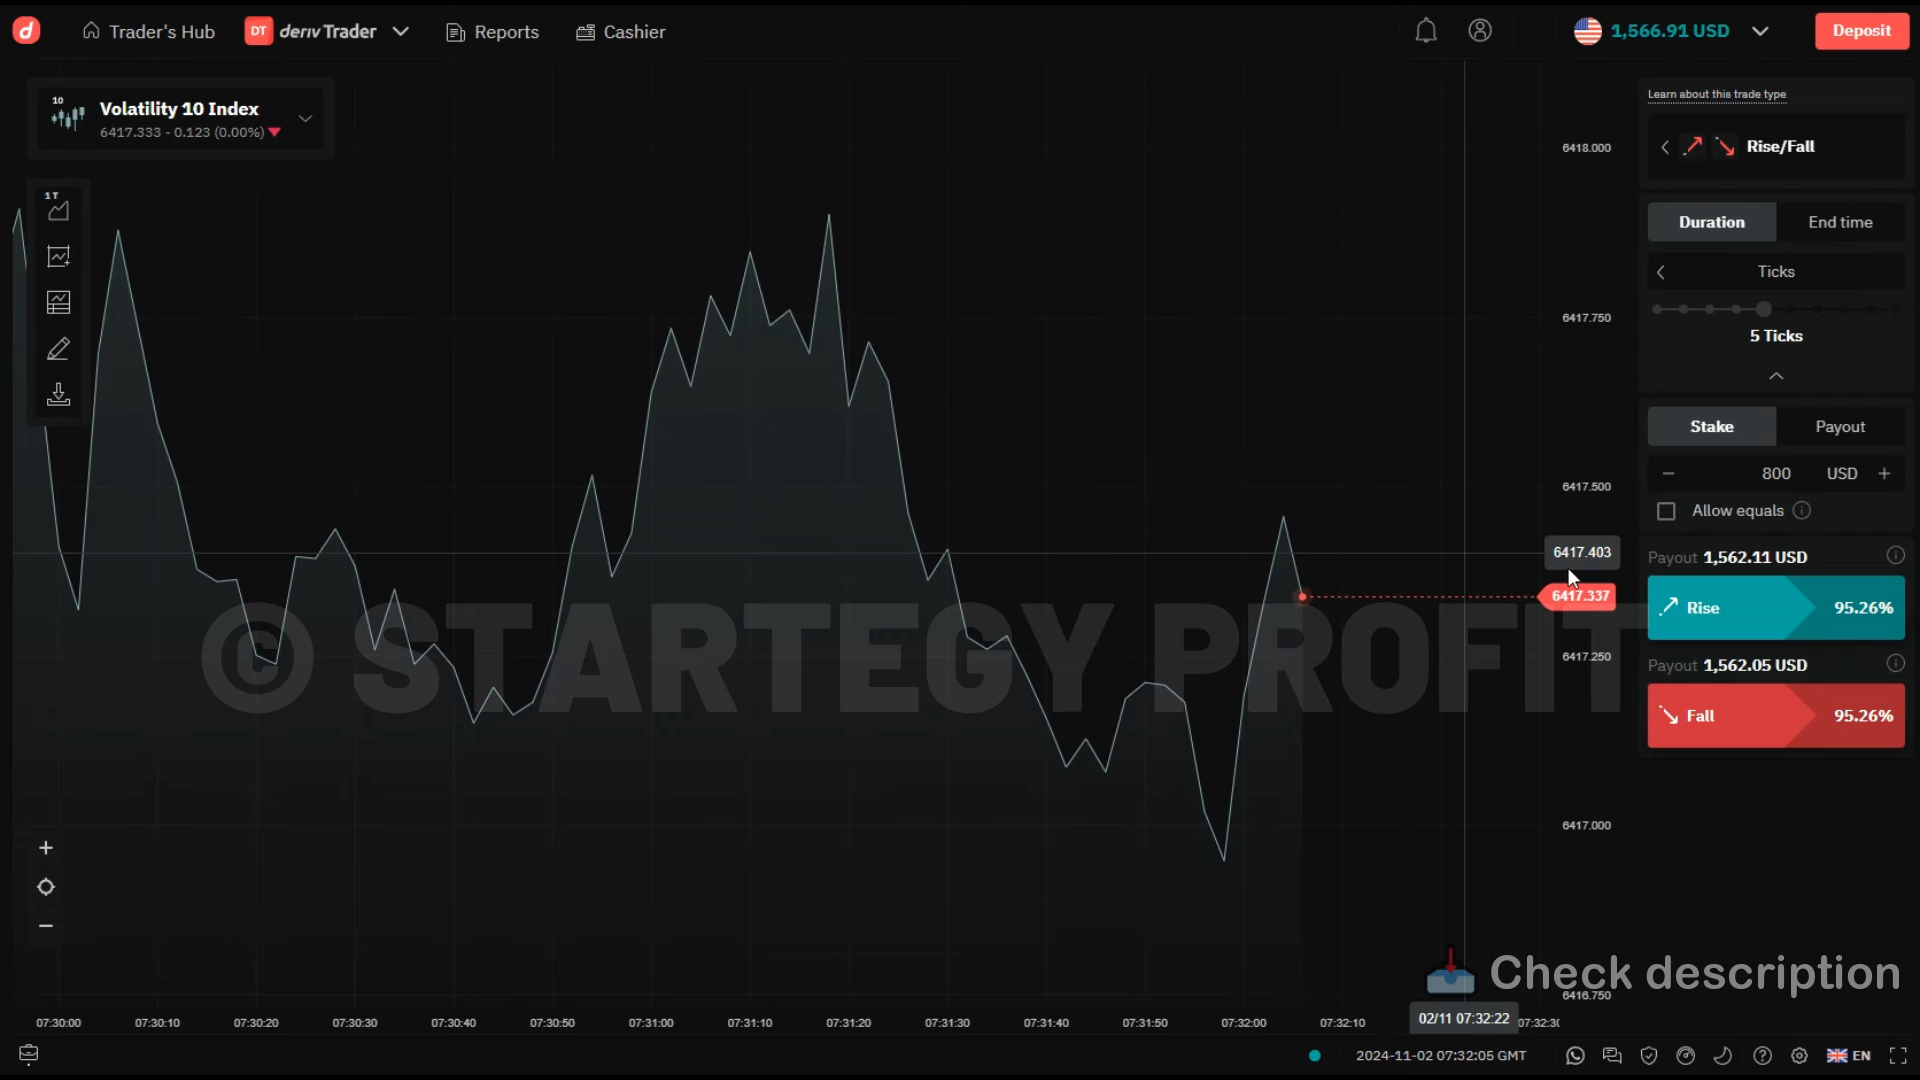 Trader's Hub
DT deriv Trader
Reports
Cashier
1,566.91 USD
Deposit
10
Volatility 10 Index
6417.333 - 0.123 (0.00%)
1T
Learn about this trade type
Rise/Fall
Duration
End time
Ticks
5 Ticks
Stake
Payout
− 800 USD +
Allow equals
Payout 1,562.11 USD
Rise 95.26%
Payout 1,562.05 USD
Fall 95.26%
6418.000
6417.750
6417.500
6417.403
6417.337
6417.250
6417.000
6416.750
© STARTEGY PROFIT
Check description
07:30:00 07:30:10 07:30:20 07:30:30 07:30:40 07:30:50 07:31:00 07:31:10 07:31:20 07:31:30 07:31:40 07:31:50 07:32:00 07:32:10 02/11 07:32:22 07:32:30
2024-11-02 07:32:05 GMT
EN